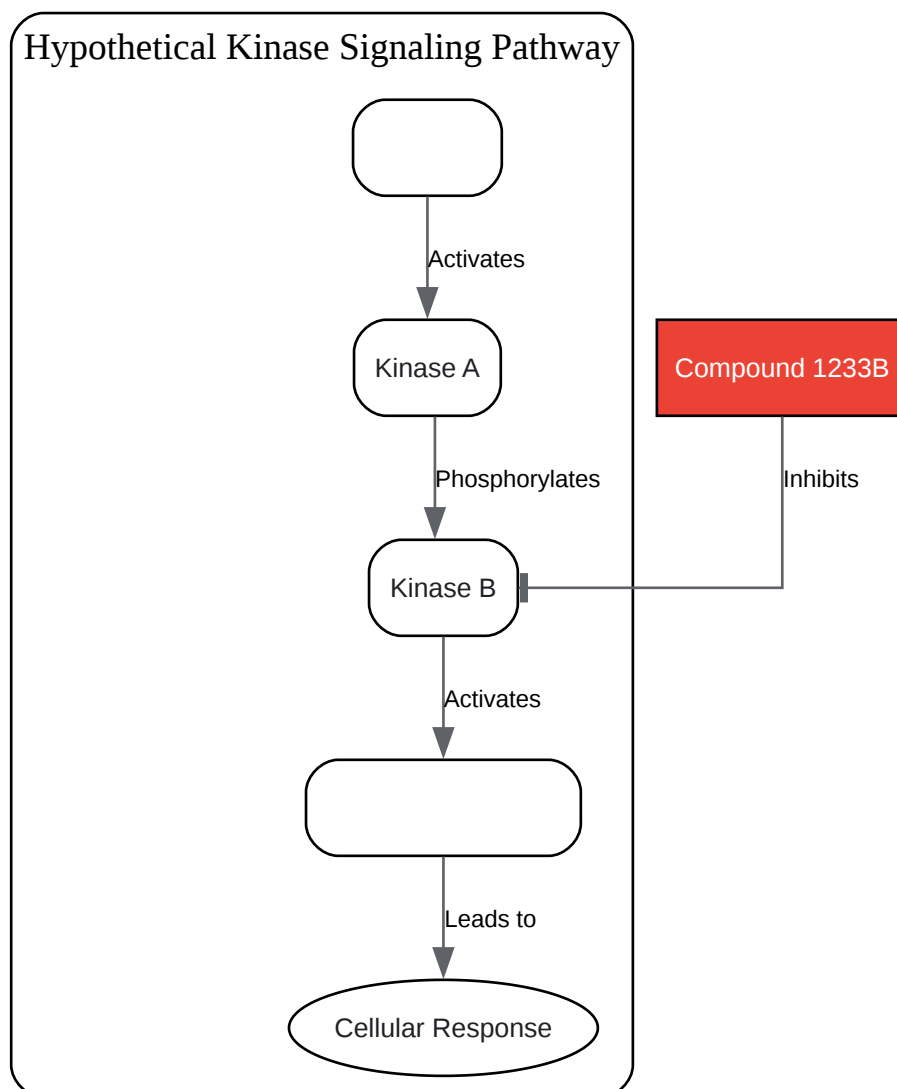 Hypothetical Kinase Signaling Pathway
Activates
Kinase A
Compound 1233B
Phosphorylates
Inhibits
Kinase B
Activates
Leads to
Cellular Response